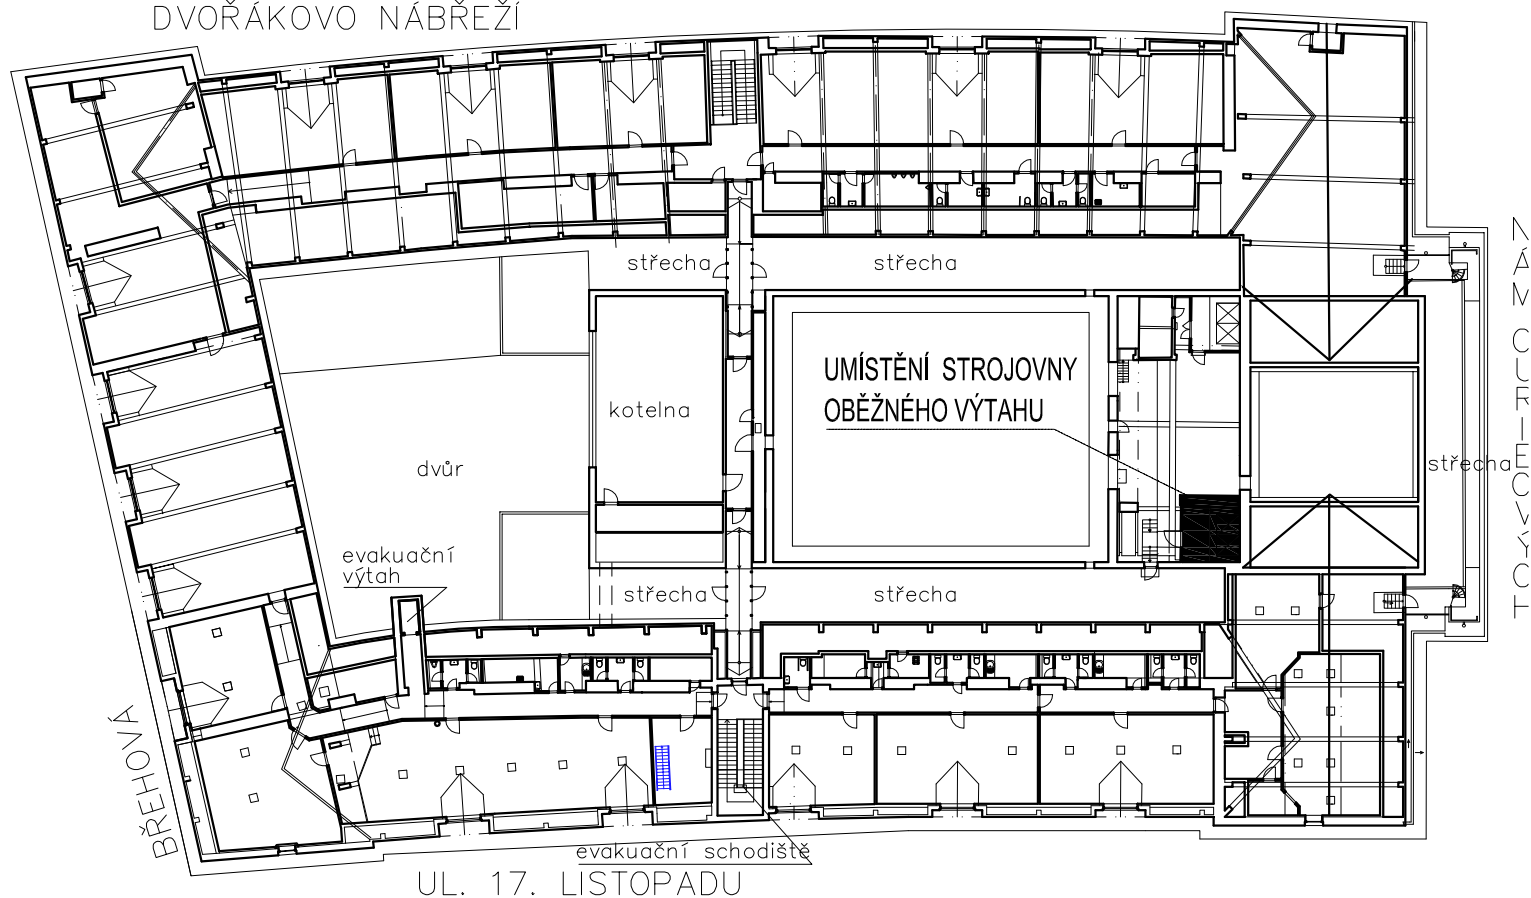 DVOŘÁKOVO NÁBŘEŽÍ
střecha
střecha
UMÍSTĚNÍ STROJOVNY
OBĚŽNÉHO VÝTAHU
kotelna
dvůr
střecha
evakuační
výtah
střecha
střecha
NÁM CURIEOVÝCH
BŘEHOVÁ
evakuační schodiště
UL. 17. LISTOPADU